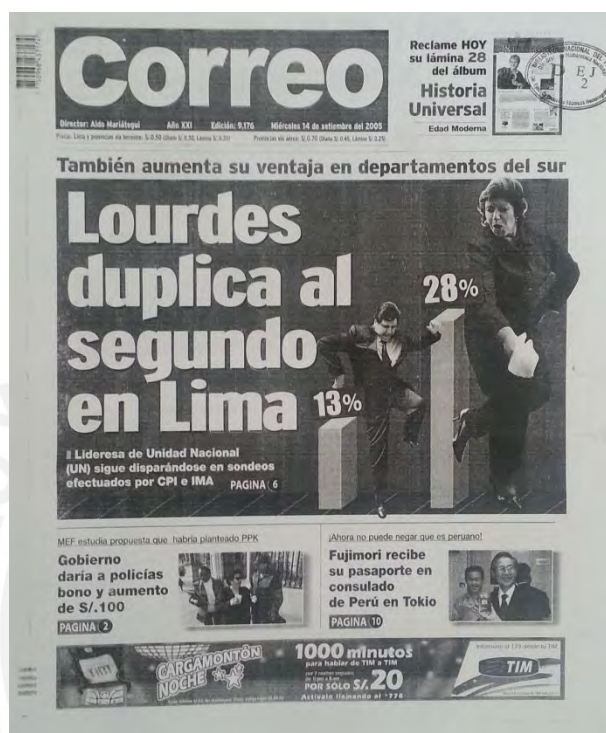 Correo
Director: Aldo Mariátegui Año XXI Edición: 9,176 Miércoles 14 de setiembre del 2005
Reclame HOY
su lámina 28
del álbum
Historia
Universal
Edad Moderna
También aumenta su ventaja en departamentos del sur
Lourdes
duplica al
segundo
en Lima
28%
13%
Lideresa de Unidad Nacional
(UN) sigue disparándose en sondeos
efectuados por CPI e IMA PAGINA 6
MEF estudia propuesta que habría planteado PPK
Gobierno
daría a policías
bono y aumento
de S/.100
PAGINA 2
¡Ahora no puede negar que es peruano!
Fujimori recibe
su pasaporte en
consulado
de Perú en Tokio
PAGINA 10
CARGAMONTÓN
NOCHE
1000 minutos
para hablar de TIM a TIM
POR SÓLO S/.20
Actívalo llamando al *778
TIM